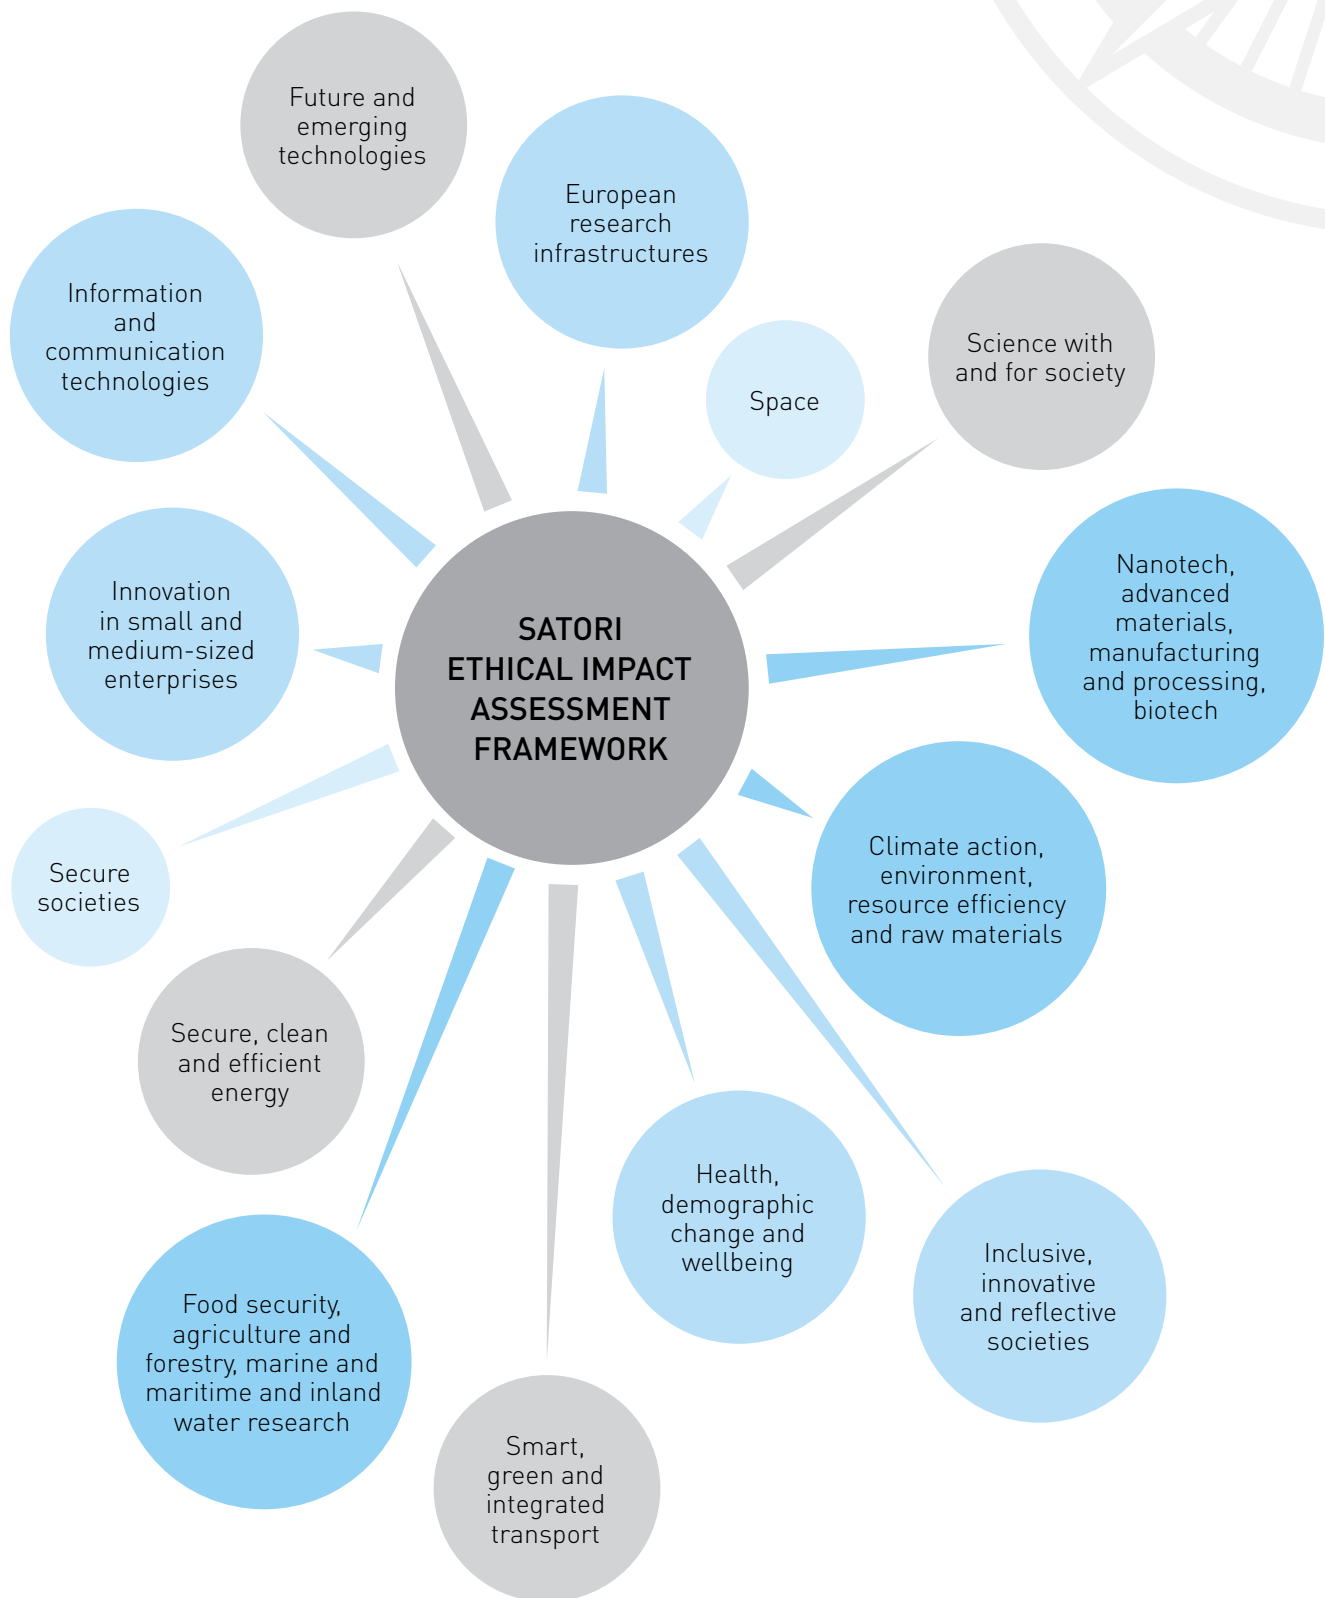 Future and
emerging
technologies
European
research
infrastructures
Information
and
communication
technologies
Science with
and for society
Space
Nanotech,
advanced
materials,
manufacturing
and processing,
biotech
Innovation
in small and
medium-sized
enterprises
SATORI
ETHICAL IMPACT
ASSESSMENT
FRAMEWORK
Climate action,
environment,
resource efficiency
and raw materials
Secure
societies
Secure, clean
and efficient
energy
Health,
demographic
change and
wellbeing
Inclusive,
innovative
and reflective
societies
Food security,
agriculture and
forestry, marine and
maritime and inland
water research
Smart,
green and
integrated
transport